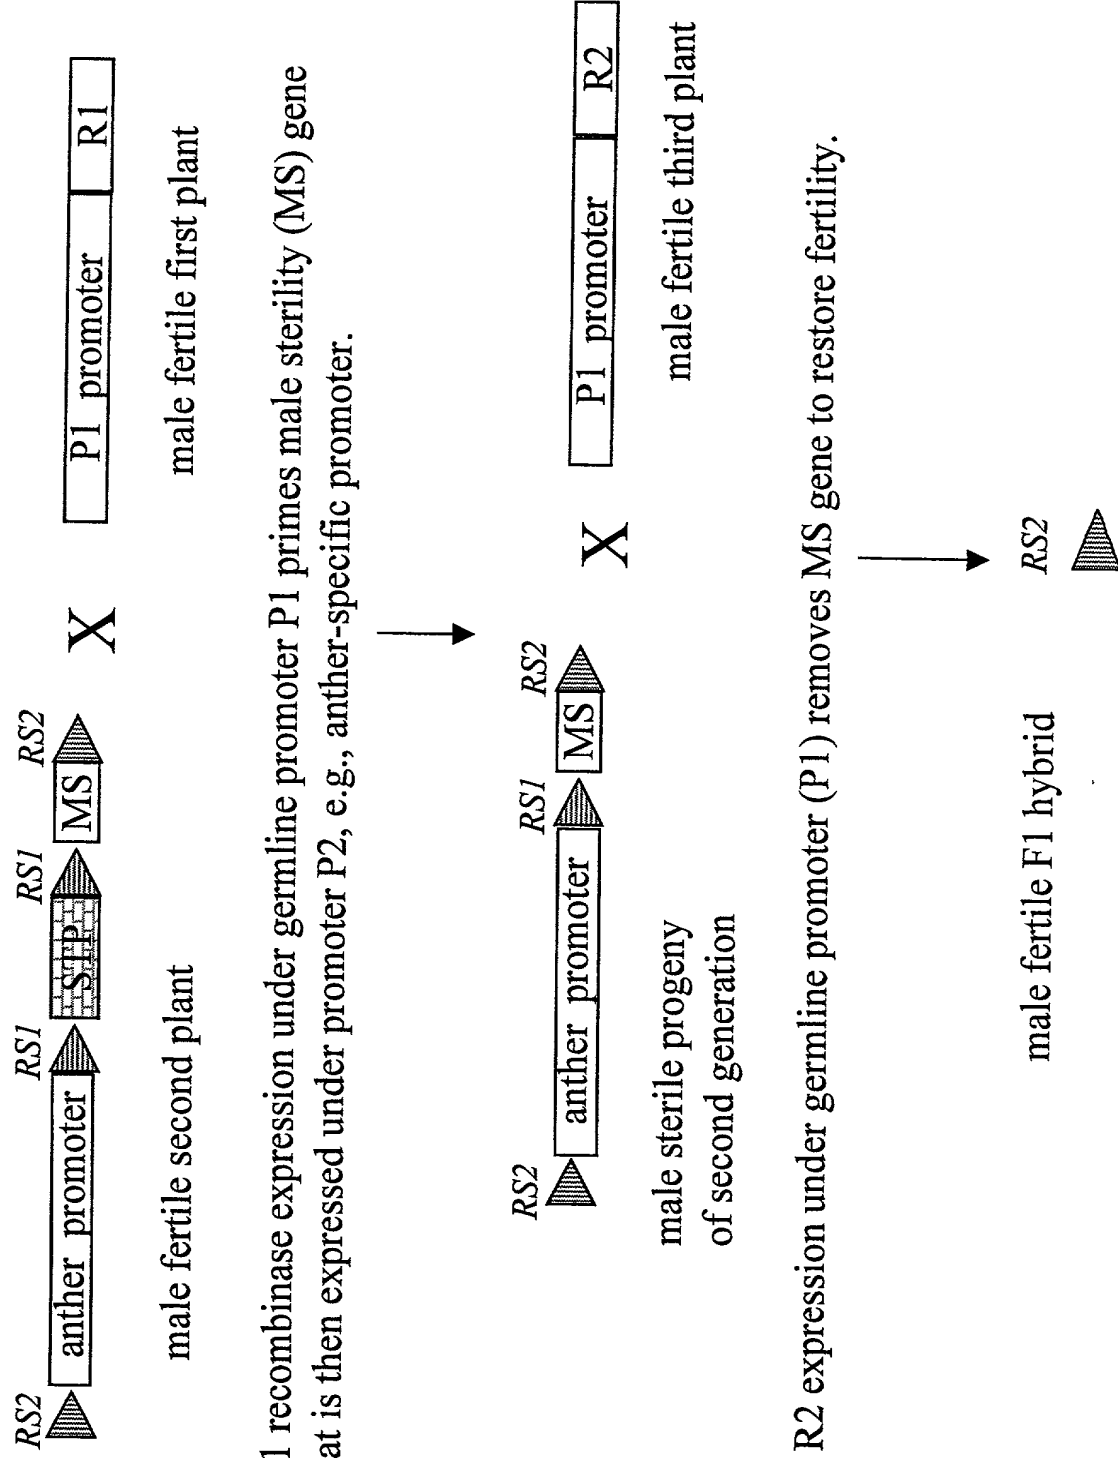 RS2 RS1 RS1 RS2
anther promoter STP MS X P1 promoter R1
male fertile second plant male fertile first plant
1 recombinase expression under germline promoter P1 primes male sterility (MS) gene
at is then expressed under promoter P2, e.g., anther-specific promoter.
RS2 RS1 RS2
anther promoter MS X P1 promoter R2
male sterile progeny male fertile third plant
of second generation
R2 expression under germline promoter (P1) removes MS gene to restore fertility.
RS2
male fertile F1 hybrid